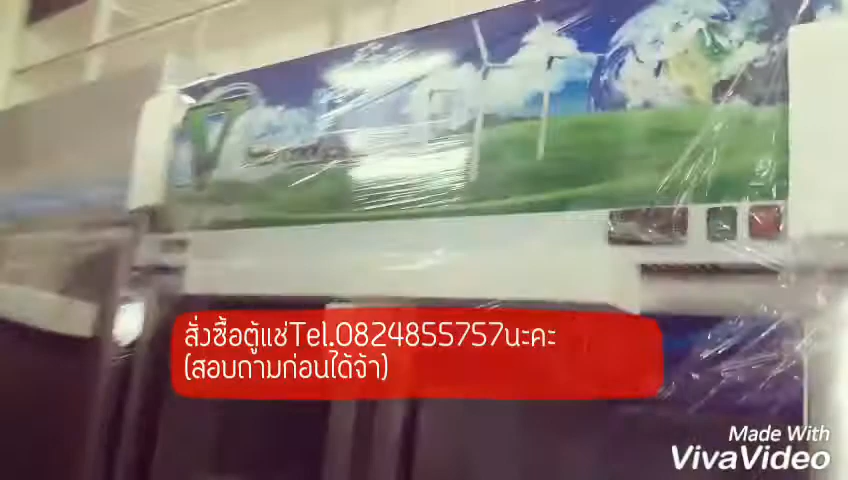 สั่งซื้อตู้แช่Tel.0824855757นะคะ
(สอบถามก่อนได้จ้า)
Made With
VivaVideo